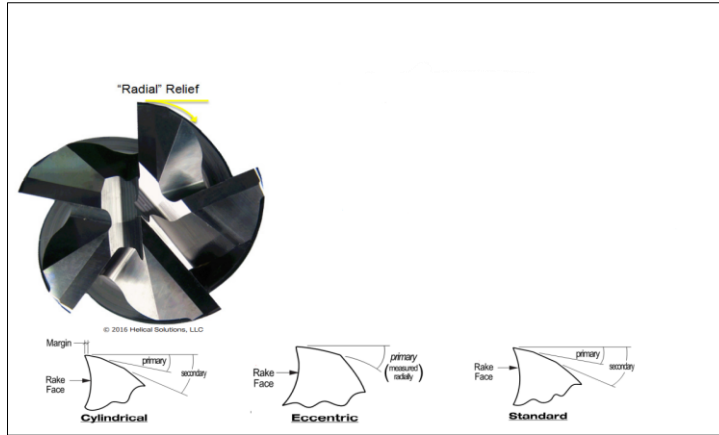 "Radial" Relief
© 2016 Helical Solutions, LLC
Margin
primary
secondary
Rake
Face
Cylindrical
primary
(measured
radially)
Rake
Face
Eccentric
primary
secondary
Rake
Face
Standard